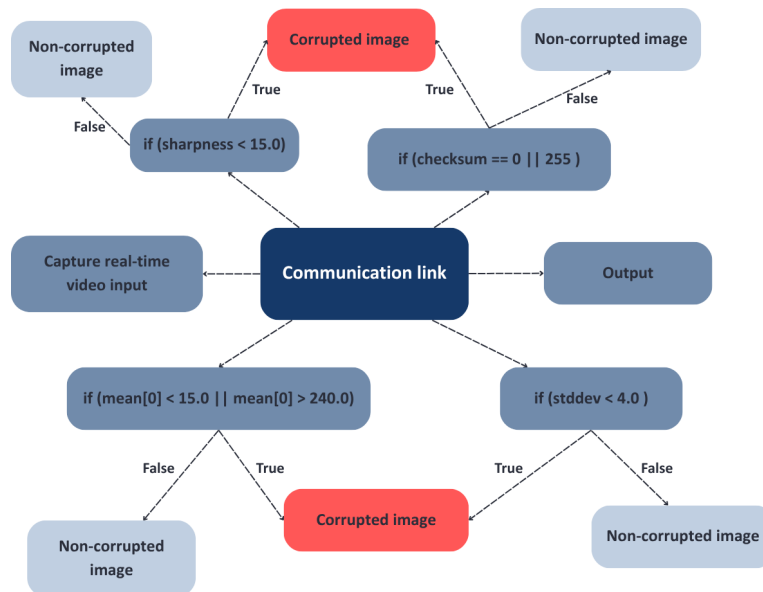 Non-corrupted
image
Corrupted image
Non-corrupted image
True
True
False
False
if (sharpness < 15.0)
if (checksum == 0 || 255 )
Capture real-time
video input
Communication link
Output
if (mean[0] < 15.0 || mean[0] > 240.0)
if (stddev < 4.0 )
False
True
True
False
Non-corrupted
image
Corrupted image
Non-corrupted image